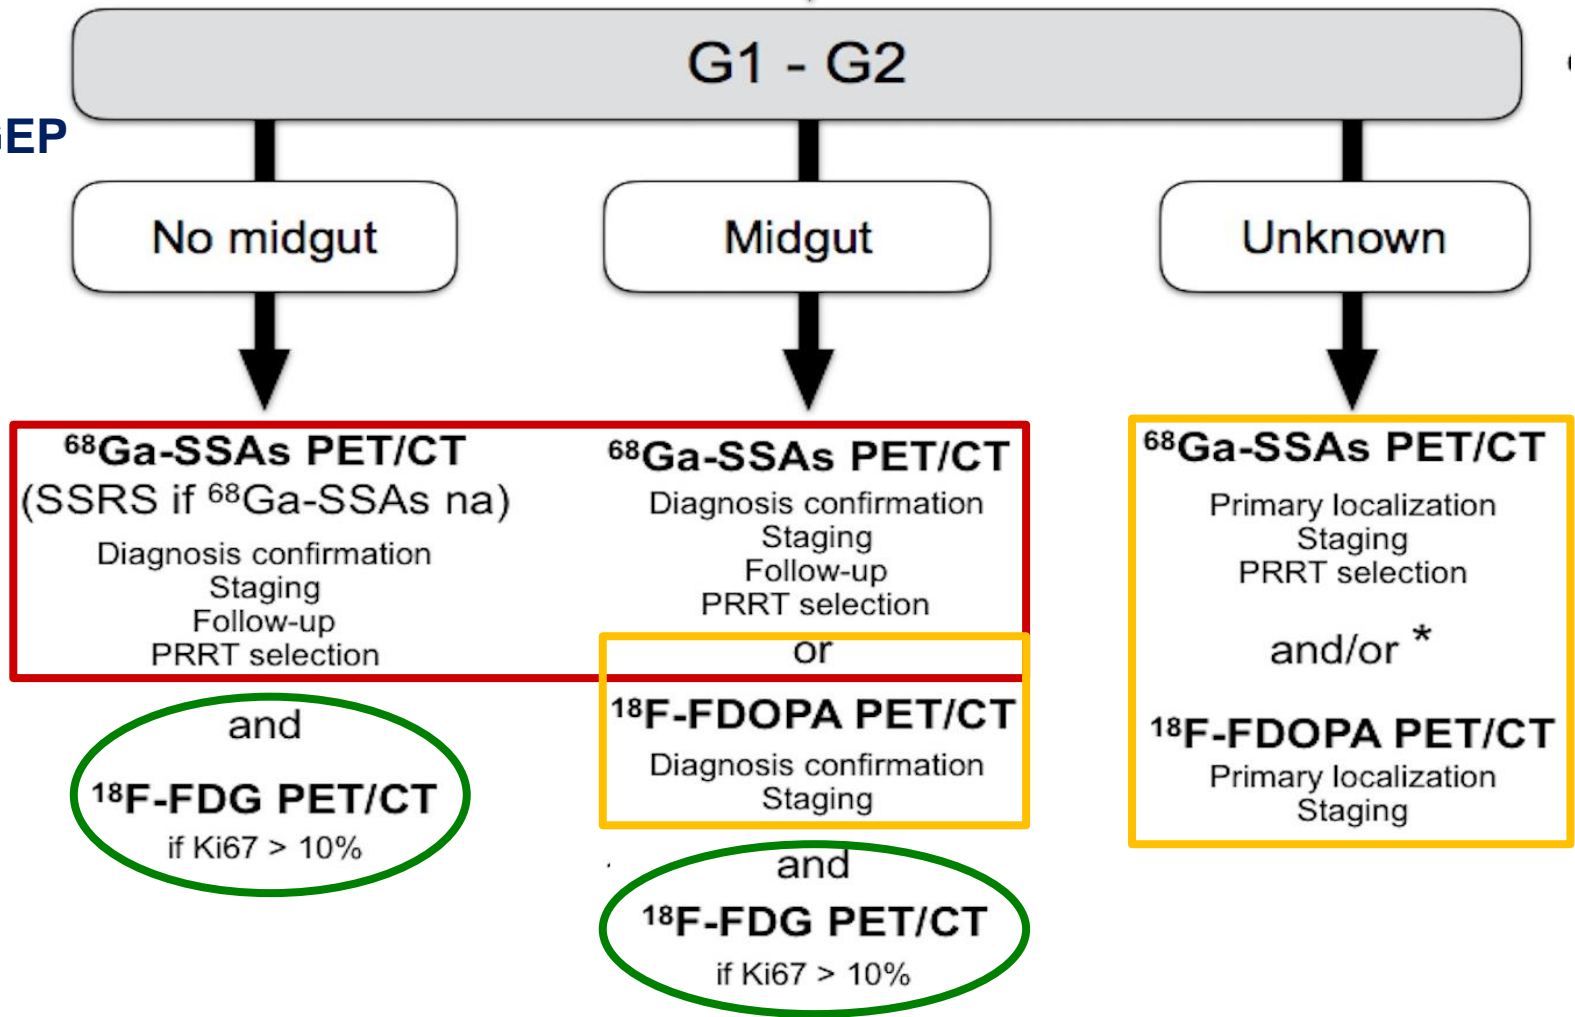 G1 - G2
GEP
No midgut
⁶⁸Ga-SSAs PET/CT
(SSRS if ⁶⁸Ga-SSAs na)
Diagnosis confirmation
Staging
Follow-up
PRRT selection
and
¹⁸F-FDG PET/CT
if Ki67 > 10%
Midgut
⁶⁸Ga-SSAs PET/CT
Diagnosis confirmation
Staging
Follow-up
PRRT selection
or
¹⁸F-FDOPA PET/CT
Diagnosis confirmation
Staging
and
¹⁸F-FDG PET/CT
if Ki67 > 10%
Unknown
⁶⁸Ga-SSAs PET/CT
Primary localization
Staging
PRRT selection
and/or *
¹⁸F-FDOPA PET/CT
Primary localization
Staging